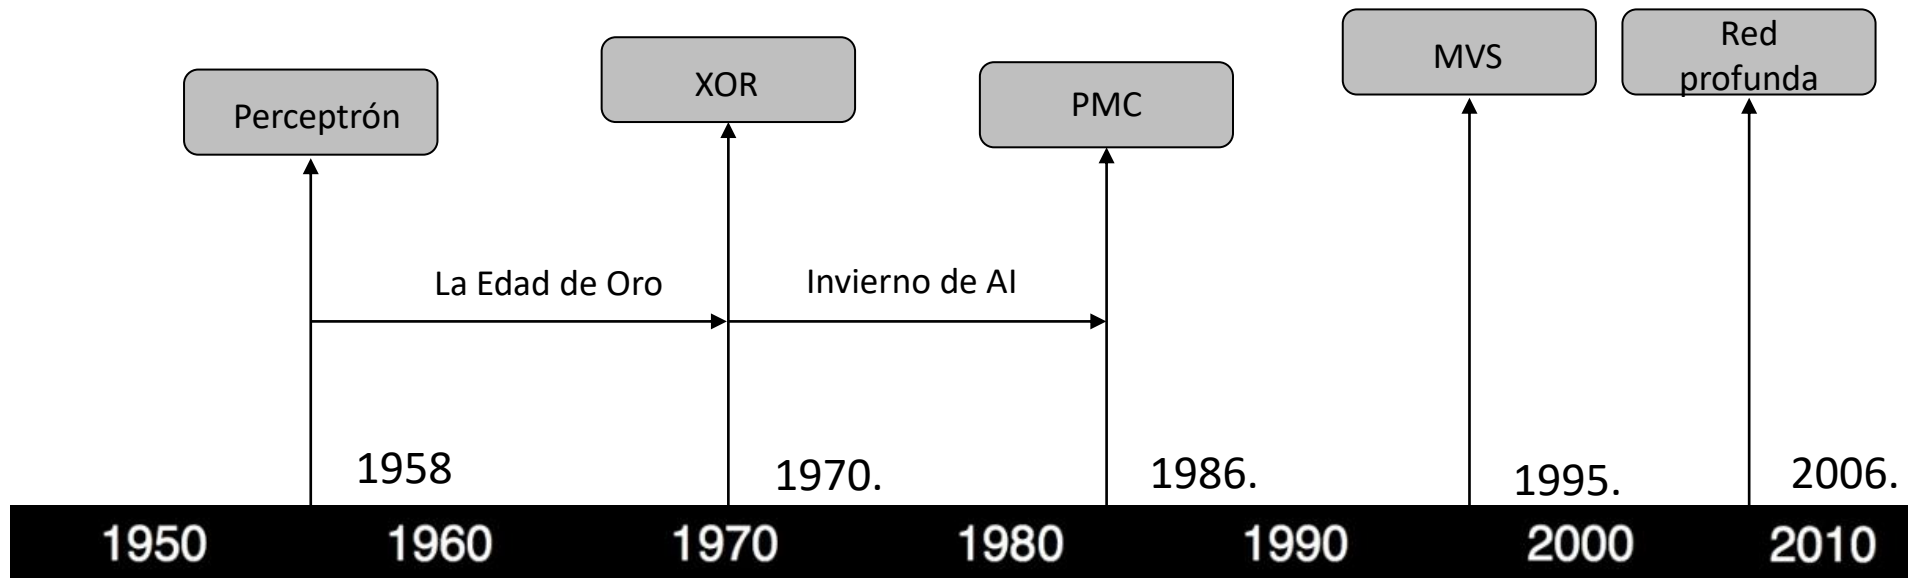 Perceptrón
XOR
PMC
MVS
Red
profunda
La Edad de Oro
Invierno de AI
1958
1970.
1986.
1995.
2006.
1950
1960
1970
1980
1990
2000
2010